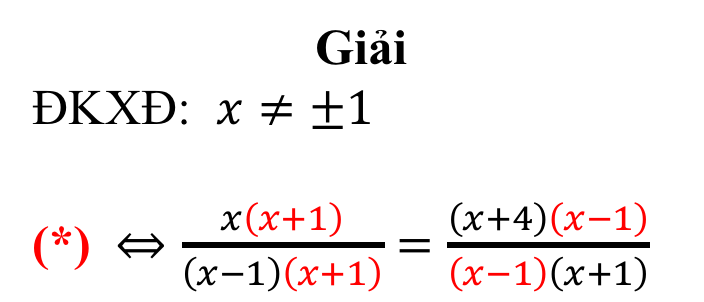 Giải
ĐKXĐ: x ≠ ±1
(*) ⇔ x(x+1)/(x−1)(x+1) = (x+4)(x−1)/(x−1)(x+1)